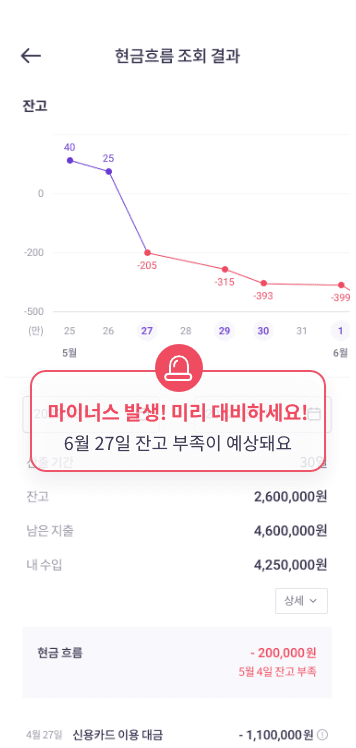 현금흐름 조회 결과
잔고
40
25
0
-200
-205
-315
-393
-399
-500
(만) 25 26 27 28 29 30 31 1
5월 6월
마이너스 발생! 미리 대비하세요!
6월 27일 잔고 부족이 예상돼요
산출 기간 30일
잔고 2,600,000원
남은 지출 4,600,000원
내 수입 4,250,000원
상세
현금 흐름 - 200,000원
5월 4일 잔고 부족
4월 27일 신용카드 이용 대금 - 1,100,000원